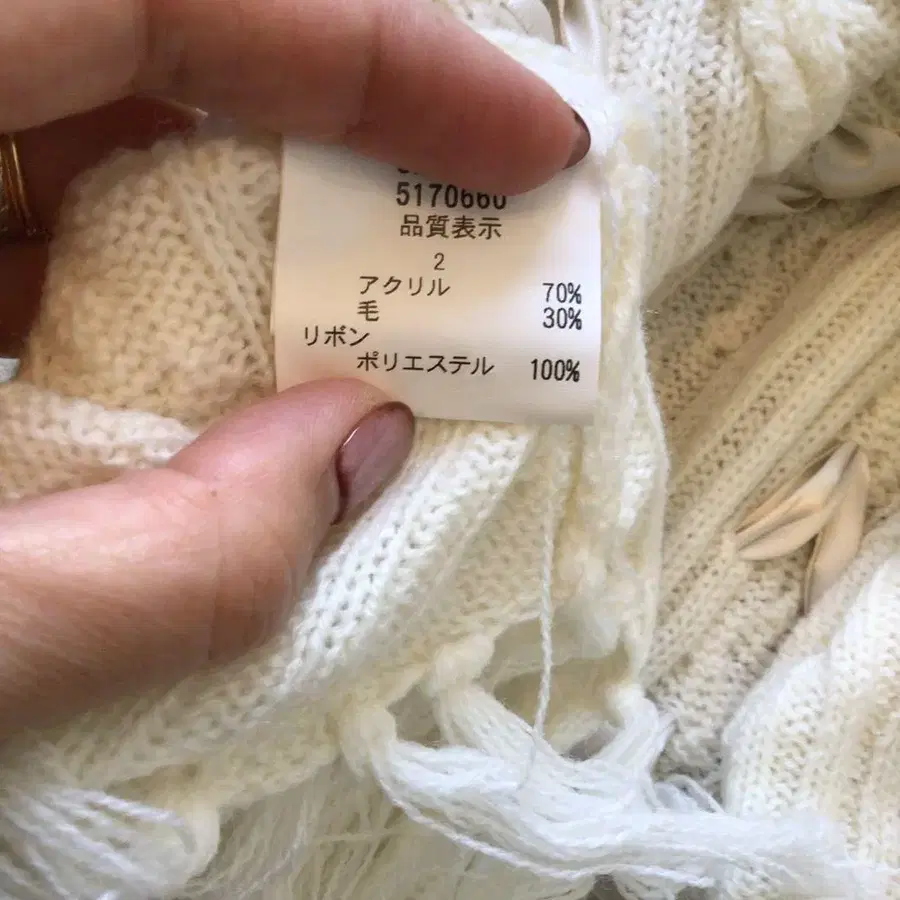 5170660
品質表示
2
アクリル 70%
毛 30%
リボン
ポリエステル 100%